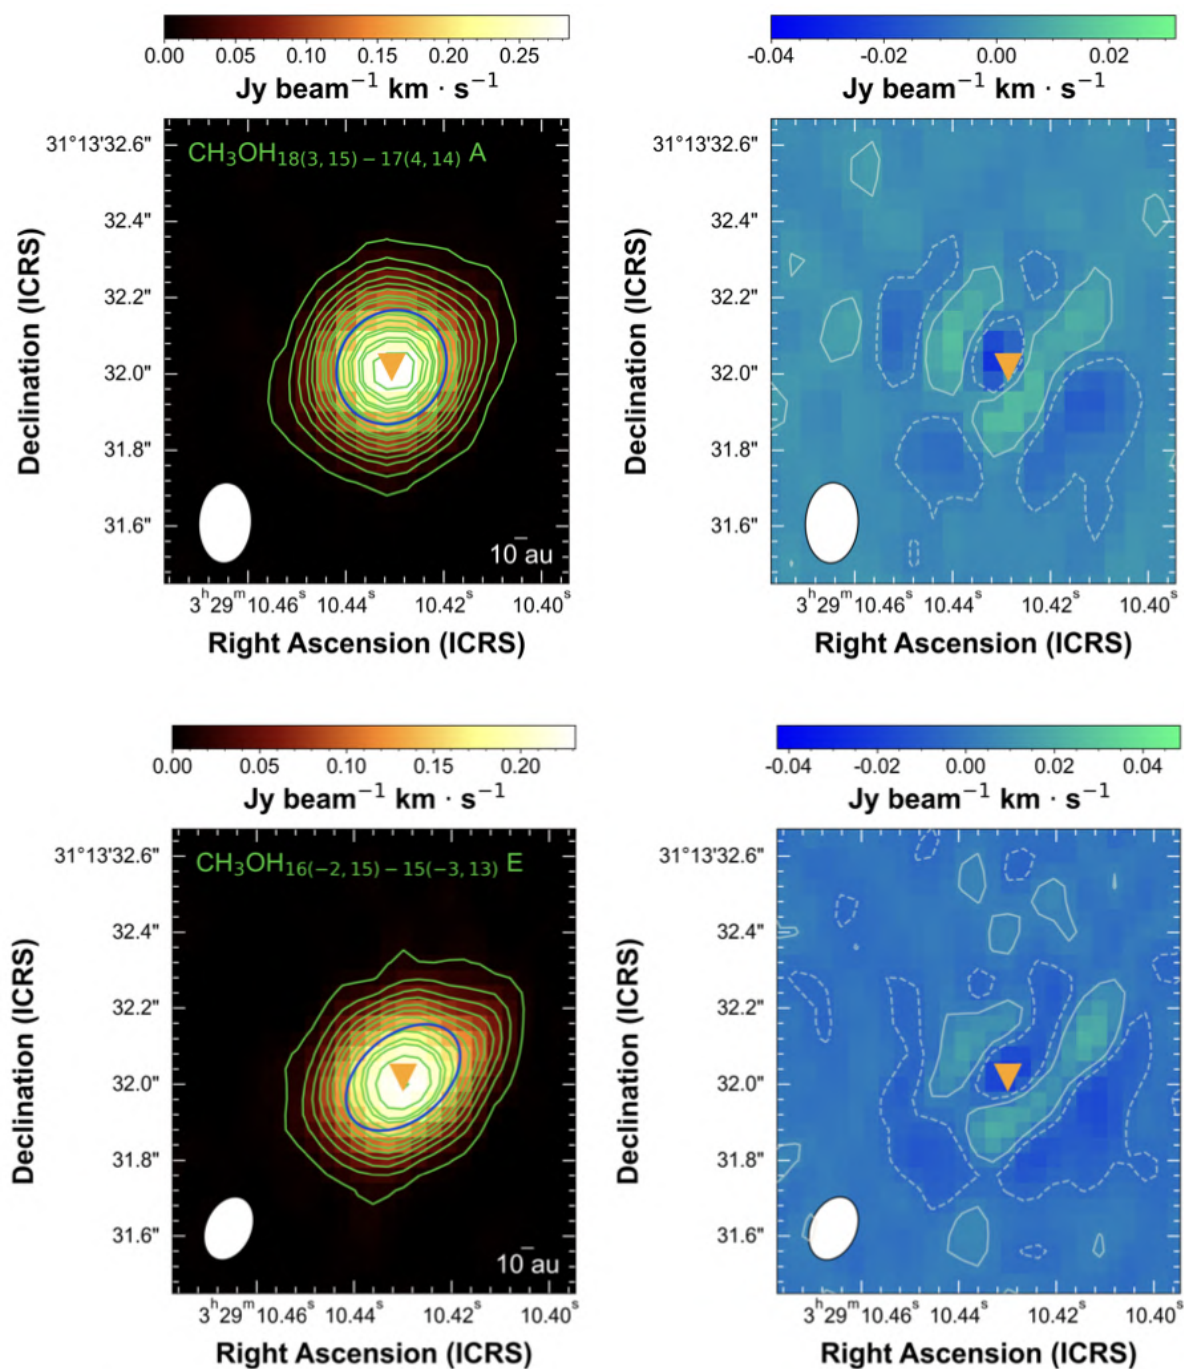 0.00 0.05 0.10 0.15 0.20 0.25
Jy beam⁻¹ km · s⁻¹
-0.04 -0.02 0.00 0.02
Jy beam⁻¹ km · s⁻¹
CH₃OH₁₈₍₃, ₁₅₎ ₋ ₁₇₍₄, ₁₄₎ A
31°13'32.6"
32.4"
32.2"
32.0"
31.8"
31.6"
Declination (ICRS)
10 au
3ʰ29ᵐ10.46ˢ 10.44ˢ 10.42ˢ 10.40ˢ
Right Ascension (ICRS)
31°13'32.6"
32.4"
32.2"
32.0"
31.8"
31.6"
Declination (ICRS)
3ʰ29ᵐ10.46ˢ 10.44ˢ 10.42ˢ 10.40ˢ
Right Ascension (ICRS)
0.00 0.05 0.10 0.15 0.20
Jy beam⁻¹ km · s⁻¹
-0.04 -0.02 0.00 0.02 0.04
Jy beam⁻¹ km · s⁻¹
CH₃OH₁₆₍₋₂, ₁₅₎ ₋ ₁₅₍₋₃, ₁₃₎ E
31°13'32.6"
32.4"
32.2"
32.0"
31.8"
31.6"
Declination (ICRS)
10 au
3ʰ29ᵐ10.46ˢ 10.44ˢ 10.42ˢ 10.40ˢ
Right Ascension (ICRS)
31°13'32.6"
32.4"
32.2"
32.0"
31.8"
31.6"
Declination (ICRS)
3ʰ29ᵐ10.46ˢ 10.44ˢ 10.42ˢ 10.40ˢ
Right Ascension (ICRS)